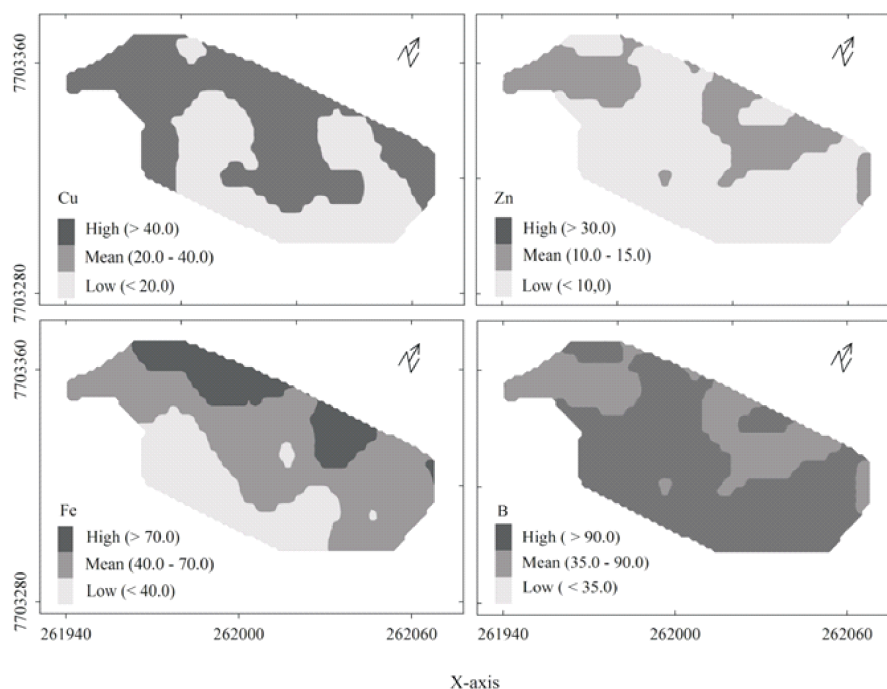 7703360
7703280
Cu
High (> 40.0)
Mean (20.0 - 40.0)
Low (< 20.0)
Zn
High (> 30.0)
Mean (10.0 - 15.0)
Low (< 10,0)
7703360
7703280
Fe
High (> 70.0)
Mean (40.0 - 70.0)
Low (< 40.0)
B
High ( > 90.0)
Mean (35.0 - 90.0)
Low ( < 35.0)
261940 262000 262060
261940 262000 262060
X-axis